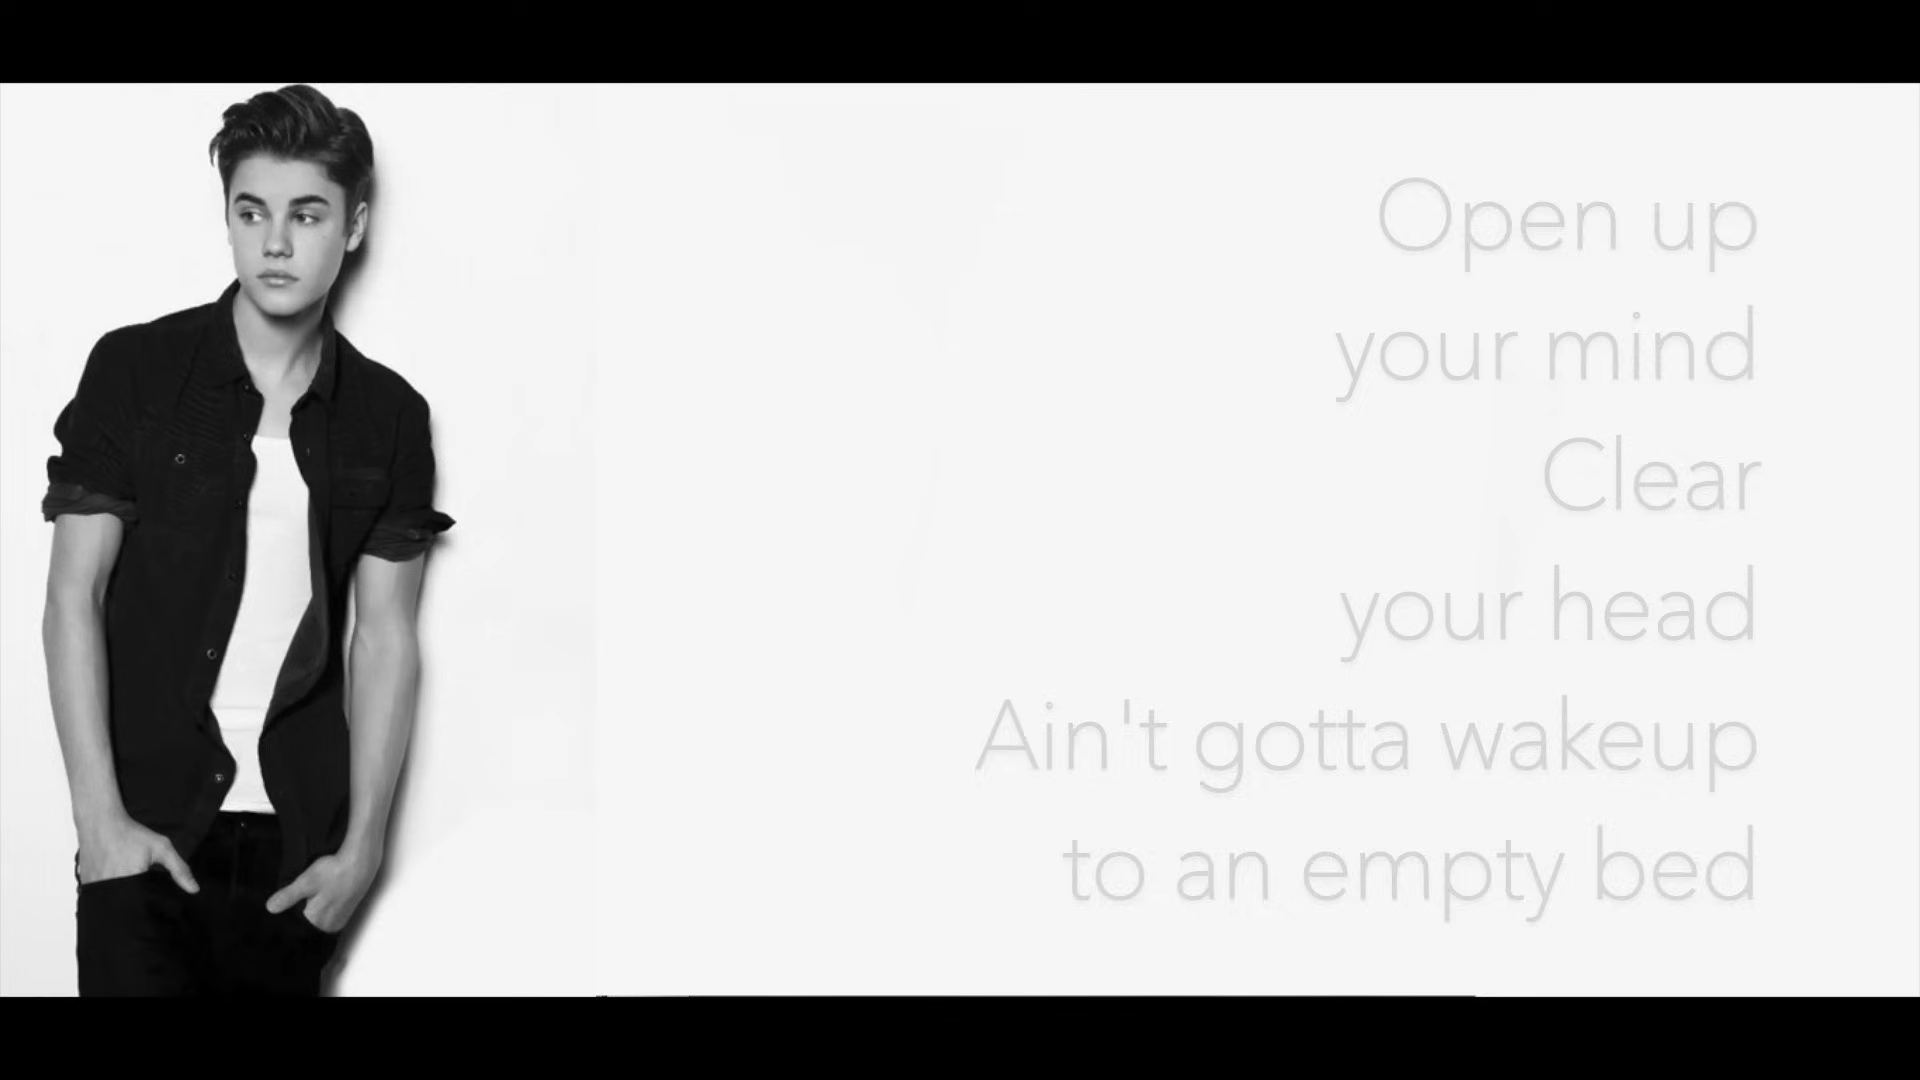 Open up
your mind
Clear
your head
Ain't gotta wakeup
to an empty bed